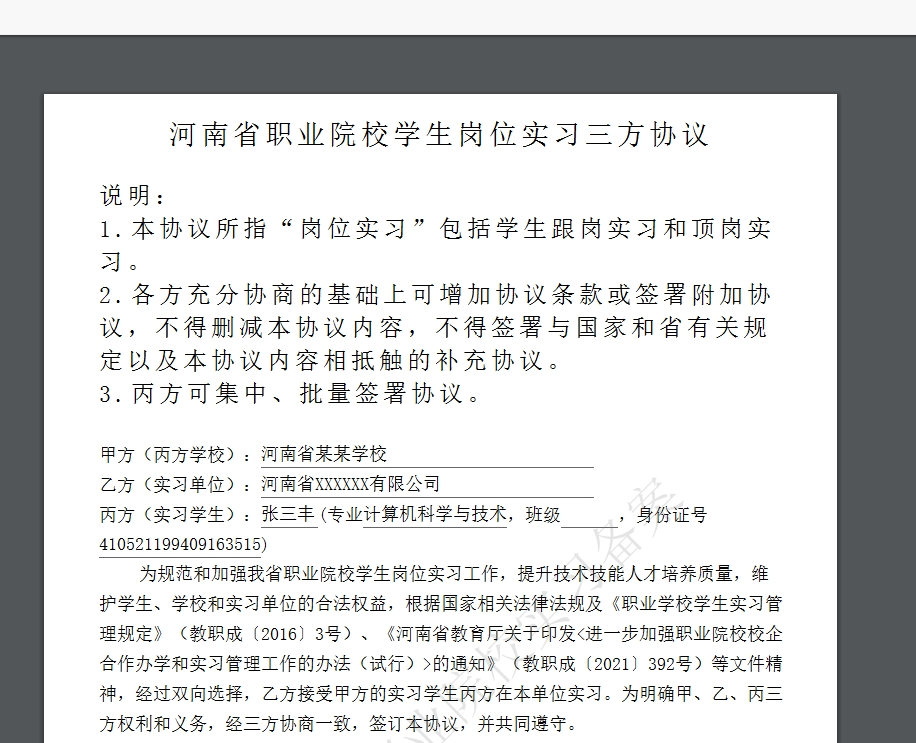 河南省职业院校学生岗位实习三方协议
说明：
1.本协议所指“岗位实习”包括学生跟岗实习和顶岗实
习。
2.各方充分协商的基础上可增加协议条款或签署附加协
议，不得删减本协议内容，不得签署与国家和省有关规
定以及本协议内容相抵触的补充协议。
3.丙方可集中、批量签署协议。
甲方（丙方学校）：河南省某某学校
乙方（实习单位）：河南省XXXXXX有限公司
丙方（实习学生）：张三丰(专业计算机科学与技术，班级______，身份证号
410521199409163515)
为规范和加强我省职业院校学生岗位实习工作，提升技术技能人才培养质量，维
护学生、学校和实习单位的合法权益，根据国家相关法律法规及《职业学校学生实习管
理规定》（教职成〔2016〕3号）、《河南省教育厅关于印发<进一步加强职业院校校企
合作办学和实习管理工作的办法（试行）>的通知》（教职成〔2021〕392号）等文件精
神，经过双向选择，乙方接受甲方的实习学生丙方在本单位实习。为明确甲、乙、丙三
方权利和义务，经三方协商一致，签订本协议，并共同遵守。
业院校实习备案